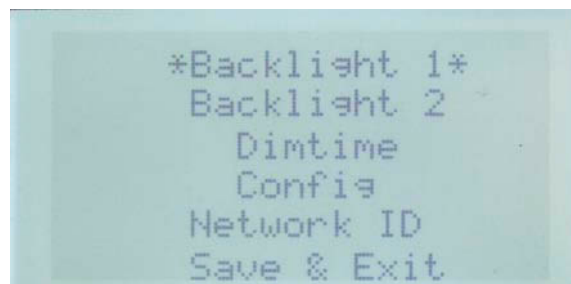 *Backlight 1*
Backlight 2
Dimtime
Config
Network ID
Save & Exit